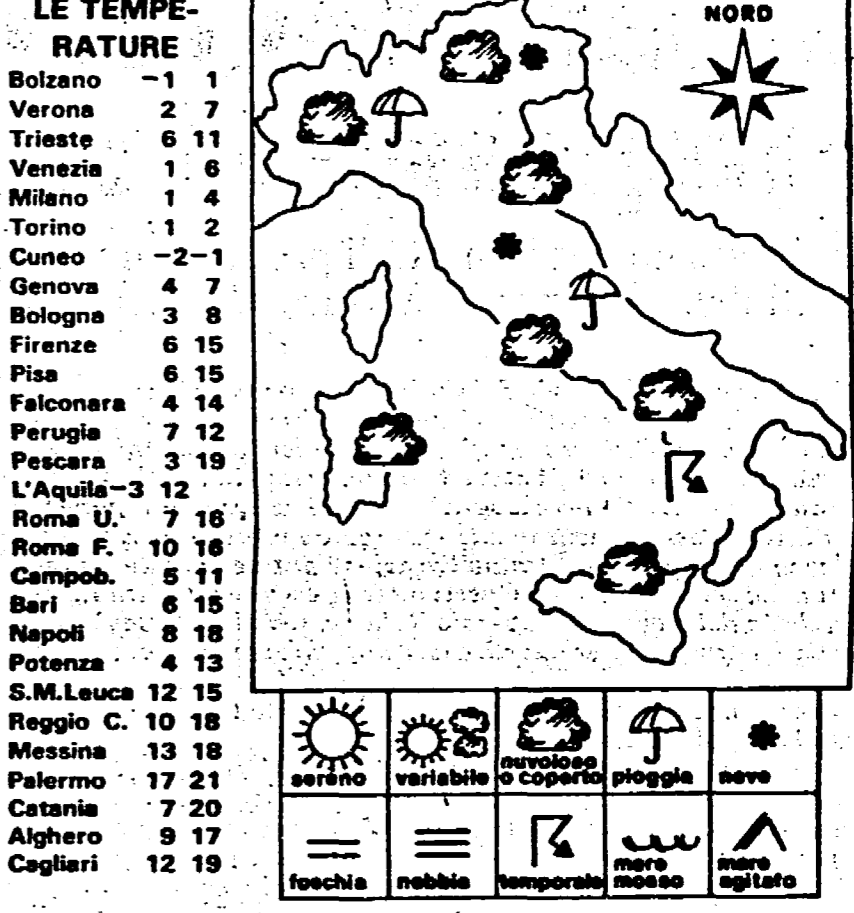 LE TEMPE-
RATURE
Bolzano -1 1
Verona 2 7
Trieste 6 11
Venezia 1 6
Milano 1 4
Torino 1 2
Cuneo -2-1
Genova 4 7
Bologna 3 8
Firenze 6 15
Pisa 6 15
Falconara 4 14
Perugia 7 12
Pescara 3 19
L'Aquila-3 12
Roma U. 7 16
Roma F. 10 16
Campob. 5 11
Bari 6 15
Napoli 8 18
Potenza 4 13
S.M.Leuca 12 15
Reggio C. 10 18
Messina 13 18
Palermo 17 21
Catania 7 20
Alghero 9 17
Cagliari 12 19
NORD
sereno
variabile
nuvoloso
o coperto
pioggia
neve
foschia
nebbia
temporale
mare
mosso
mare
agitato